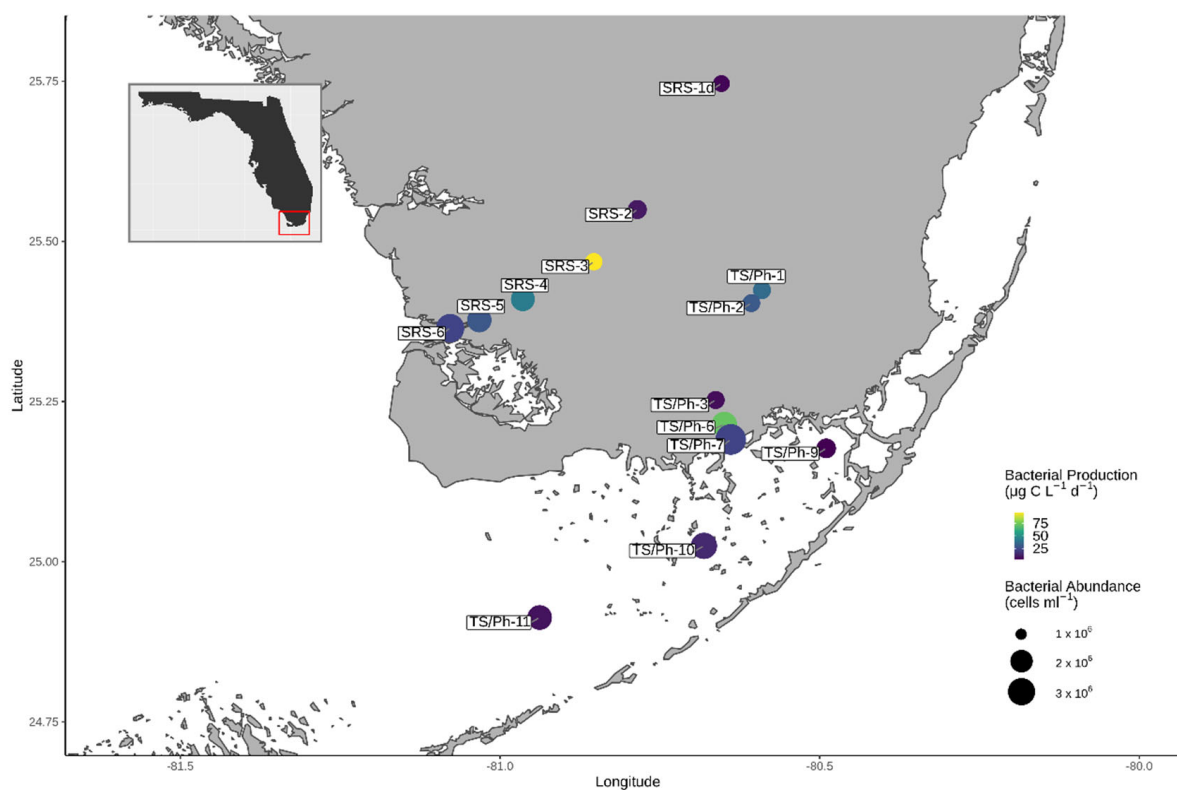 25.75
25.50
25.25
25.00
24.75
Latitude
SRS-1d
SRS-2
SRS-3
SRS-4
SRS-5
SRS-6
TS/Ph-1
TS/Ph-2
TS/Ph-3
TS/Ph-6
TS/Ph-7
TS/Ph-9
TS/Ph-10
TS/Ph-11
Bacterial Production
(µg C L⁻¹ d⁻¹)
75
50
25
Bacterial Abundance
(cells ml⁻¹)
1 x 10⁶
2 x 10⁶
3 x 10⁶
-81.5
-81.0
-80.5
-80.0
Longitude